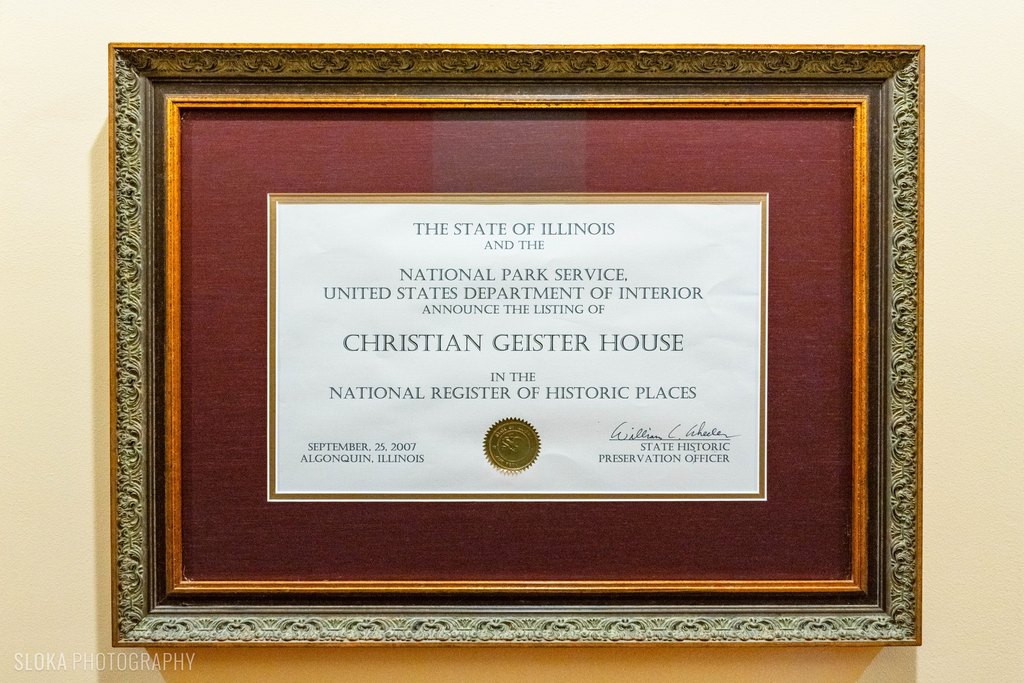 THE STATE OF ILLINOIS
AND THE
NATIONAL PARK SERVICE,
UNITED STATES DEPARTMENT OF INTERIOR
ANNOUNCE THE LISTING OF
CHRISTIAN GEISTER HOUSE
IN THE
NATIONAL REGISTER OF HISTORIC PLACES
SEPTEMBER, 25, 2007
ALGONQUIN, ILLINOIS
William L. Wheeler
STATE HISTORIC
PRESERVATION OFFICER
SLOKA PHOTOGRAPHY